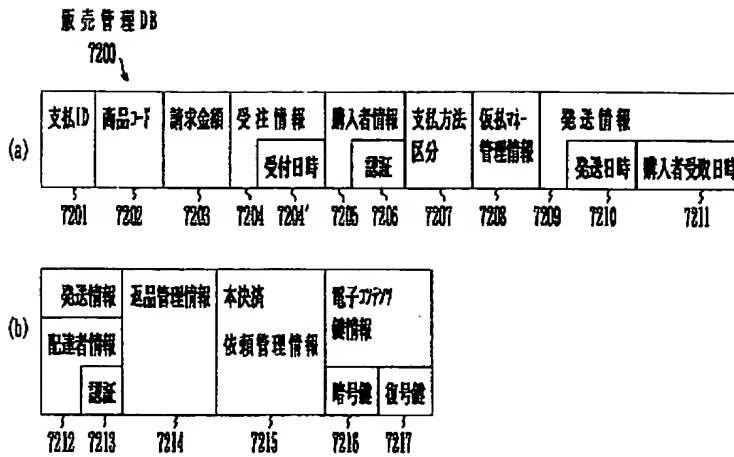 販売管理DB
7200
(a)
支払ID 商品コード 請求金額 受注情報 購入者情報 支払方法 仮払マネー 発送情報
区分 管理情報
受付日時 認証 発送日時 購入者受取日時
7201 7202 7203 7204 7204' 7205 7206 7207 7208 7209 7210 7211
(b)
発送情報 返品管理情報 本決済 電子コンテンツ
鍵情報
配達者情報 依頼管理情報
認証 暗号鍵 復号鍵
7212 7213 7214 7215 7216 7217